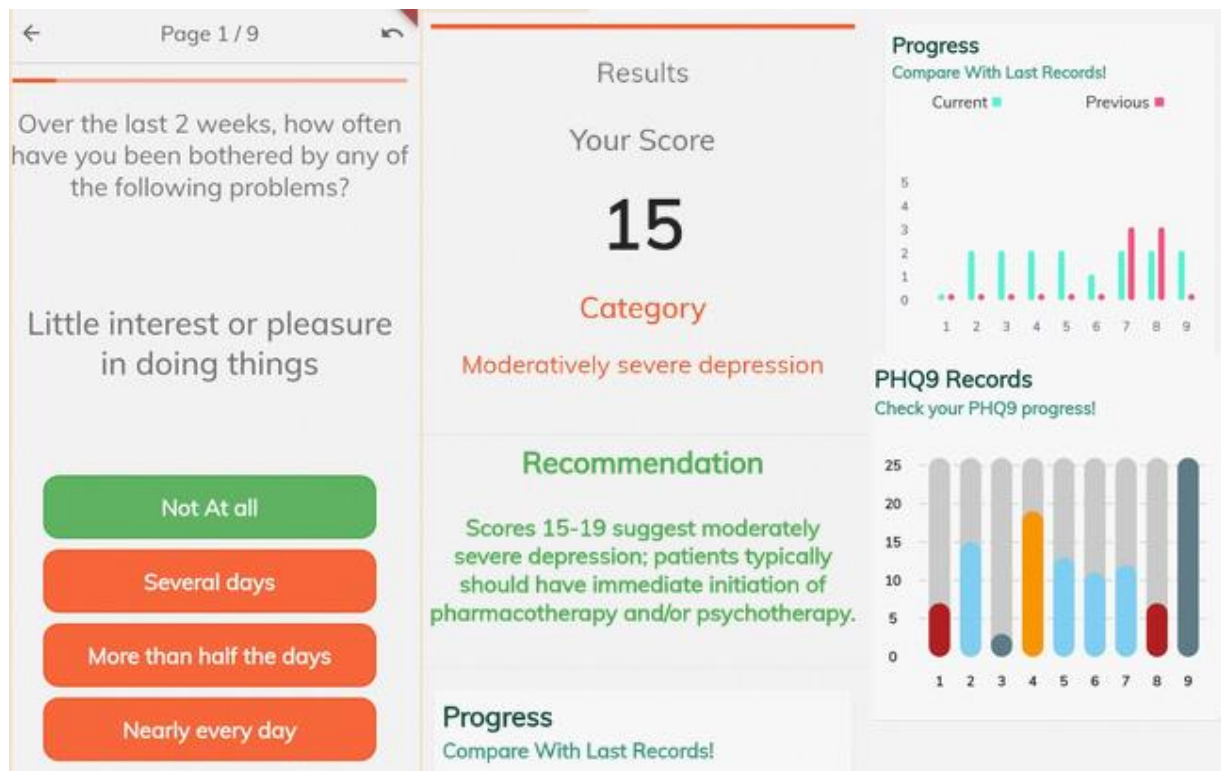 Page 1 / 9
Over the last 2 weeks, how often
have you been bothered by any of
the following problems?
Little interest or pleasure
in doing things
Not At all
Several days
More than half the days
Nearly every day
Results
Your Score
15
Category
Moderatively severe depression
Recommendation
Scores 15-19 suggest moderately
severe depression; patients typically
should have immediate initiation of
pharmacotherapy and/or psychotherapy.
Progress
Compare With Last Records!
Progress
Compare With Last Records!
Current Previous
5
4
3
2
1
0
1 2 3 4 5 6 7 8 9
PHQ9 Records
Check your PHQ9 progress!
25
20
15
10
5
0
1 2 3 4 5 6 7 8 9